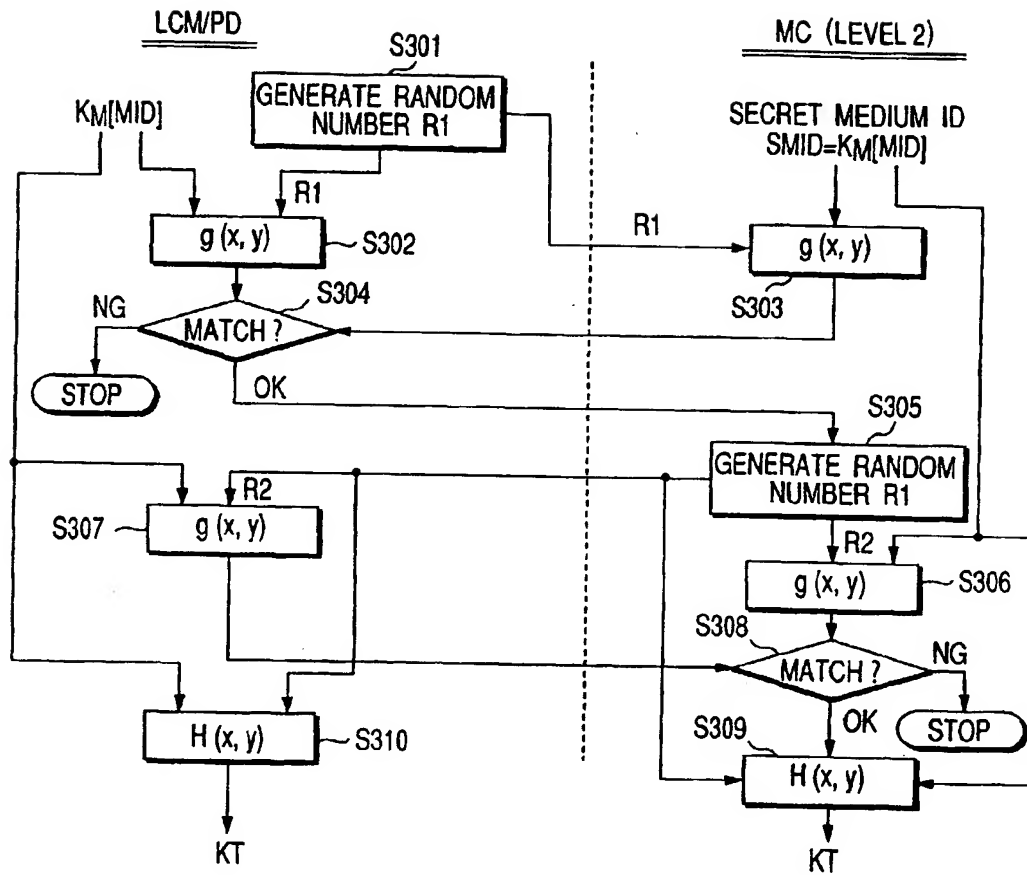 LCM/PD
MC (LEVEL 2)
S301
GENERATE RANDOM
NUMBER R1
KM[MID]
SECRET MEDIUM ID
SMID=KM[MID]
R1
R1
g (x, y)
S302
g (x, y)
S303
S304
NG
MATCH ?
STOP
OK
S305
GENERATE RANDOM
NUMBER R1
R2
S307
g (x, y)
R2
g (x, y)
S306
S308
MATCH ?
NG
OK
STOP
S309
H (x, y)
S310
H (x, y)
KT
KT